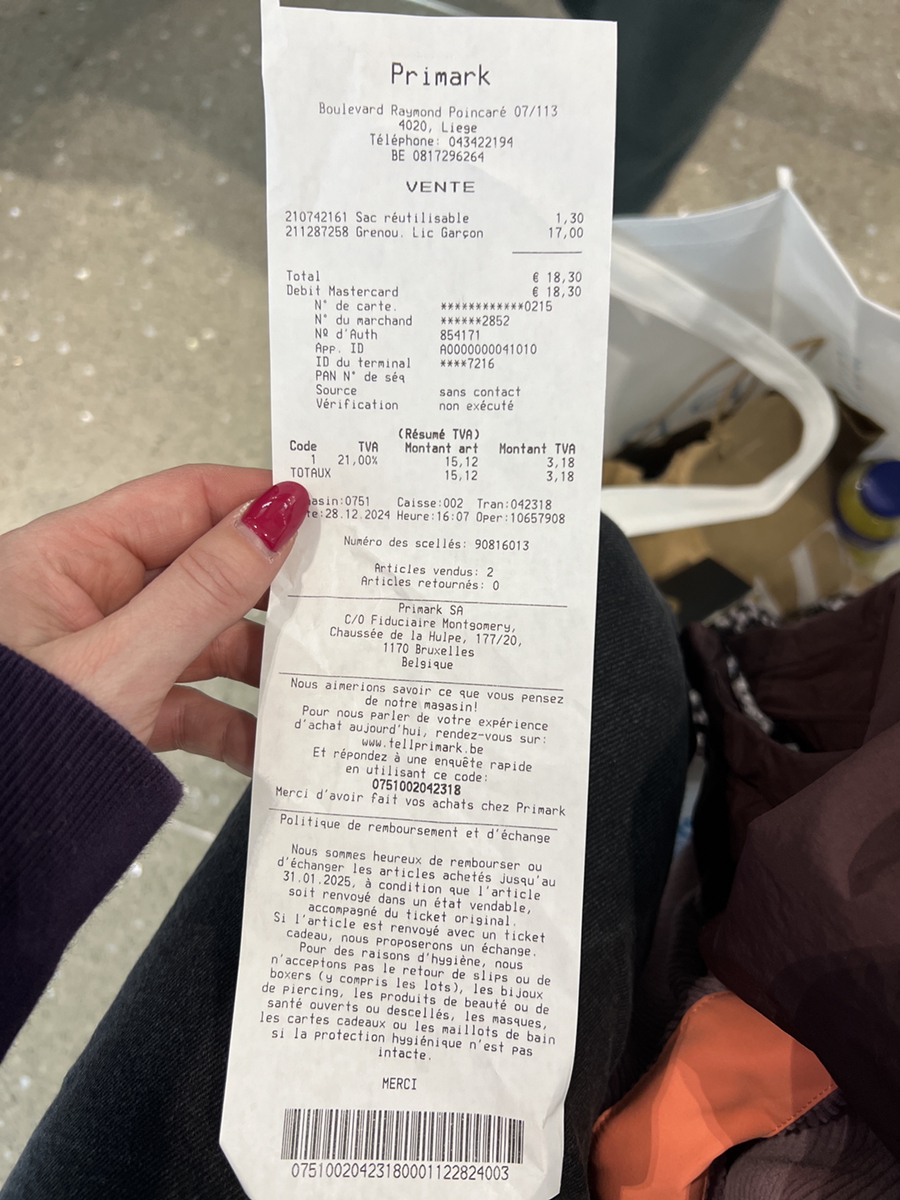 Primark
Boulevard Raymond Poincaré 07/113
4020, Liege
Téléphone: 043422194
BE 0817296264
VENTE
210742161 Sac réutilisable 1,30
211287258 Grenou. Lic Garçon 17,00
Total € 18,30
Debit Mastercard € 18,30
N° de carte. ************0215
N° du marchand ******2852
Nº d'Auth 854171
App. ID A0000000041010
ID du terminal ****7216
PAN N° de séq
Source sans contact
Vérification non exécuté
(Résumé TVA)
Code TVA Montant art Montant TVA
1 21,00% 15,12 3,18
TOTAUX 15,12 3,18
asin:0751 Caisse:002 Tran:042318
te:28.12.2024 Heure:16:07 Oper:10657908
Numéro des scellés: 90816013
Articles vendus: 2
Articles retournés: 0
Primark SA
C/O Fiduciaire Montgomery,
Chaussée de la Hulpe, 177/20,
1170 Bruxelles
Belgique
Nous aimerions savoir ce que vous pensez
de notre magasin!
Pour nous parler de votre expérience
d'achat aujourd'hui, rendez-vous sur:
www.tellprimark.be
Et répondez à une enquête rapide
en utilisant ce code:
0751002042318
Merci d'avoir fait vos achats chez Primark
Politique de remboursement et d'échange
Nous sommes heureux de rembourser ou
d'échanger les articles achetés jusqu'au
31.01.2025, à condition que l'article
soit renvoyé dans un état vendable,
accompagné du ticket original.
Si l'article est renvoyé avec un ticket
cadeau, nous proposerons un échange.
Pour des raisons d'hygiène, nous
n'acceptons pas le retour de slips ou de
boxers (y compris les lots), les bijoux
de piercing, les produits de beauté ou de
santé ouverts ou descellés, les masques,
les cartes cadeaux ou les maillots de bain
si la protection hygiénique n'est pas
intacte.
MERCI
07510020423180001122824003